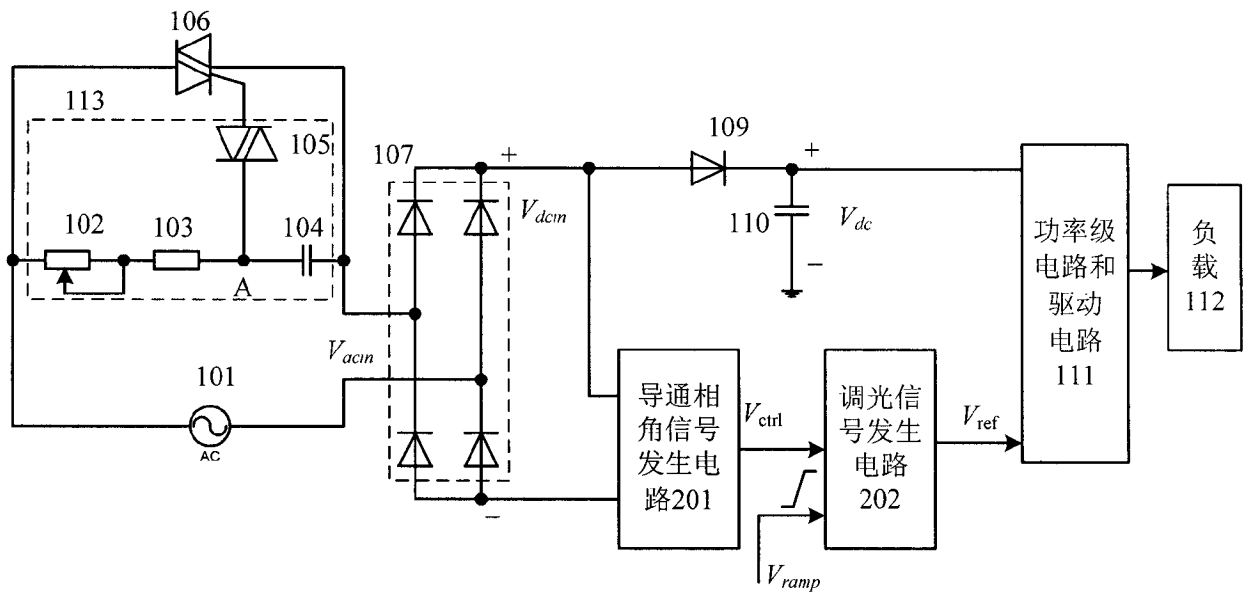 106
113
105
109
107
+
+
102
103
104
V_dcin
110
V_dc
功率级
电路和
驱动
电路
111
负
载
112
A
−
V_acin
101
AC
导通相
角信号
发生电
路201
V_ctrl
调光信
号发生
电路
202
V_ref
−
V_ramp